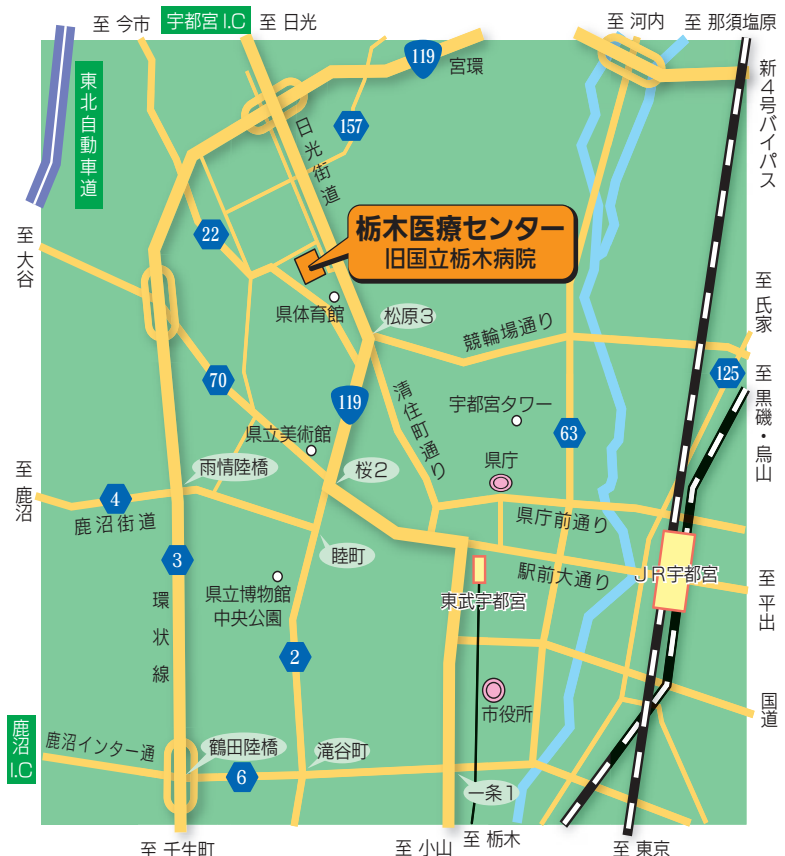 至 今市
宇都宮 I.C
至 日光
至 河内
至 那須塩原
東北自動車道
119
宮環
新4号バイパス
157
日光街道
栃木医療センター
旧国立栃木病院
22
至 大谷
県体育館
松原3
競輪場通り
至 氏家
70
119
清住町通り
宇都宮タワー
125
至 黒磯・烏山
63
県立美術館
雨情陸橋
桜2
県庁
至 鹿沼
4
鹿沼街道
県庁前通り
睦町
駅前大通り
3
JR宇都宮
東武宇都宮
至 平出
県立博物館
中央公園
環状線
2
国道
市役所
鹿沼 I.C
鹿沼インター通
鶴田陸橋
滝谷町
6
一条1
至 壬生町
至 小山
至 栃木
至 東京